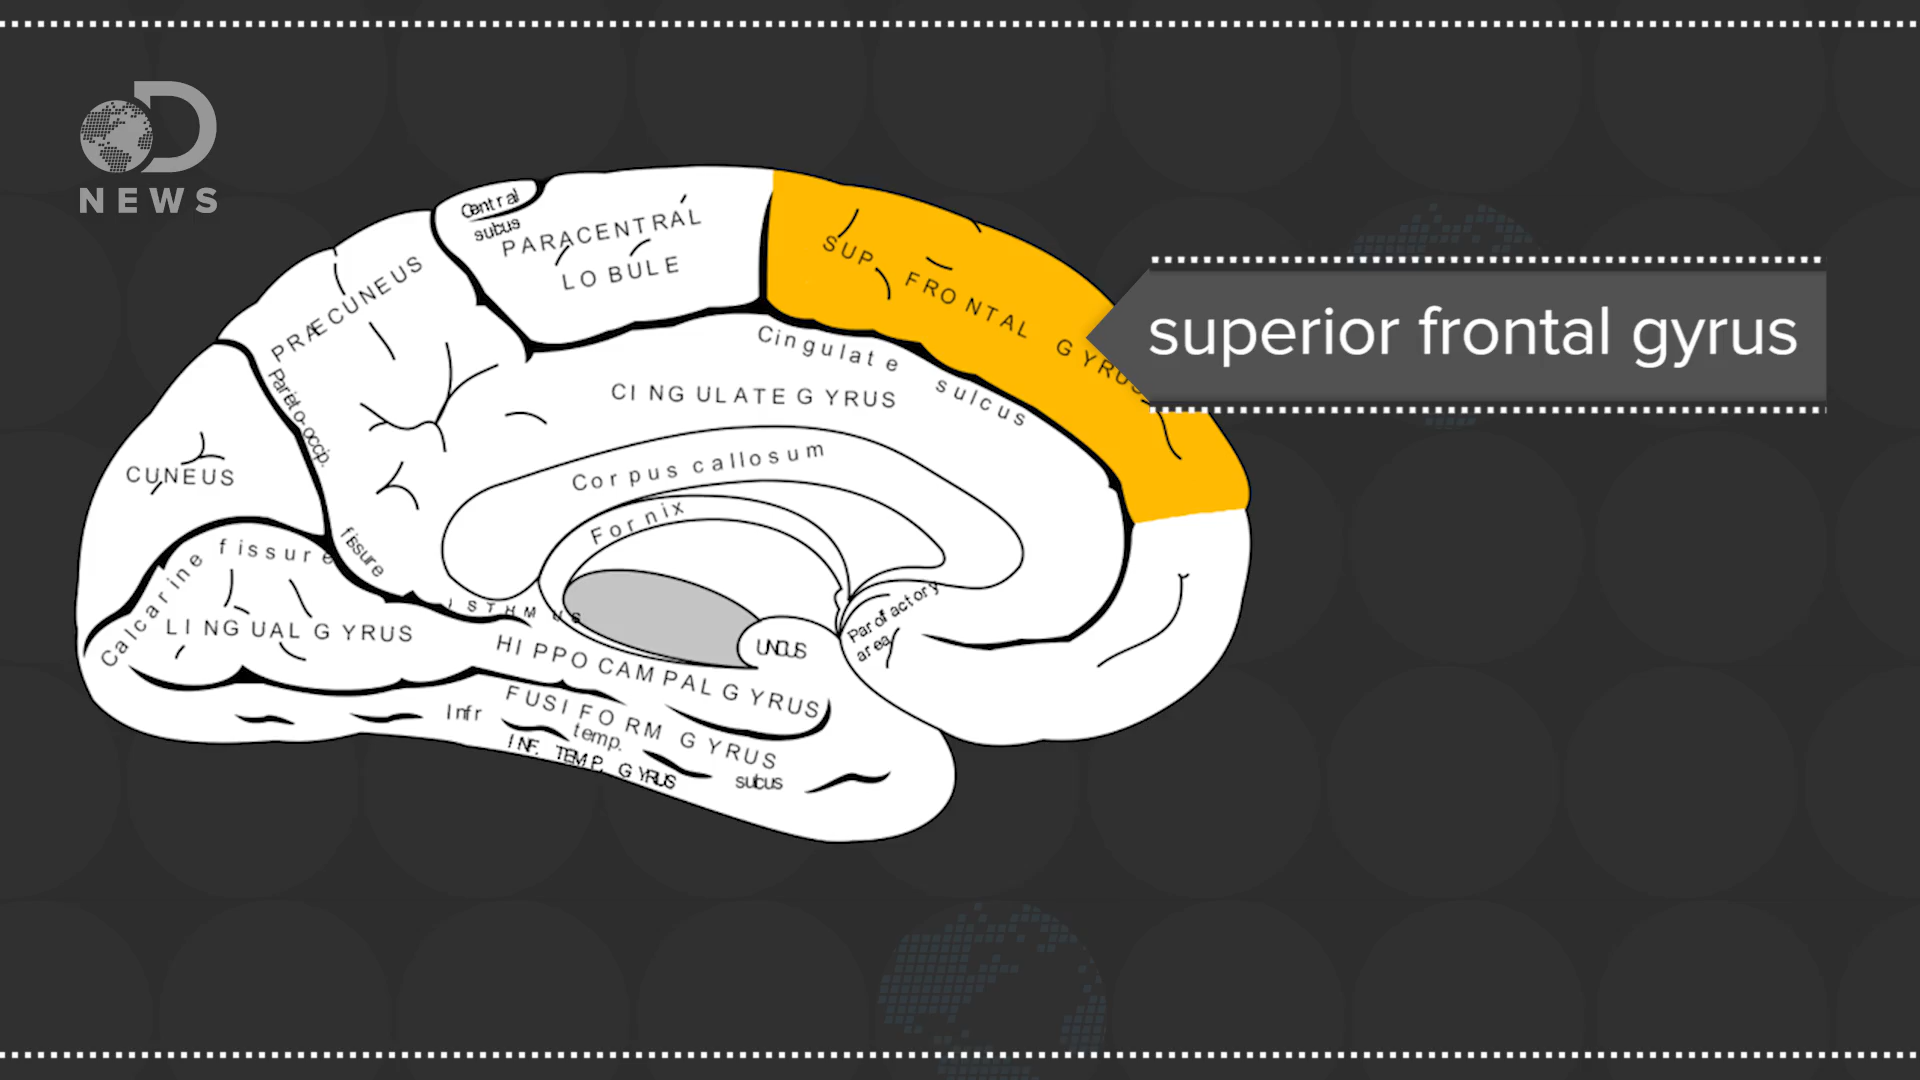 D
NEWS
Central
sulcus
PARACENTRAL
LOBULE
SUP. FRONTAL GYRUS
superior frontal gyrus
PRÆCUNEUS
Cingulate sulcus
CINGULATE GYRUS
Parieto-occip.
fissure
CUNEUS
Corpus callosum
Fornix
Calcarine fissure
ISTHMUS
Parolfactory
area
LINGUAL GYRUS
UNCUS
HIPPOCAMPAL GYRUS
FUSIFORM GYRUS
Infr temp. sulcus
INF. TEMP. GYRUS